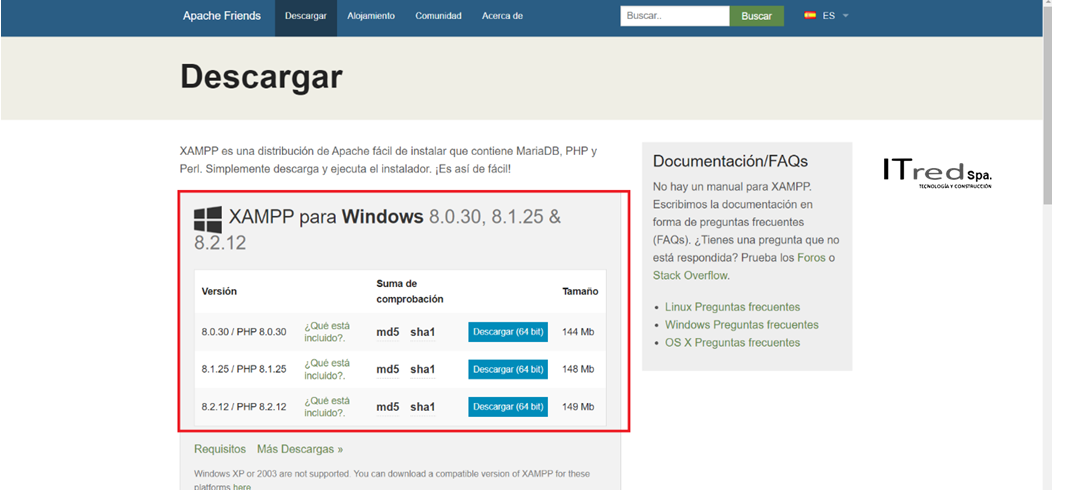 Apache Friends Descargar Alojamiento Comunidad Acerca de Buscar.. Buscar ES
Descargar
XAMPP es una distribución de Apache fácil de instalar que contiene MariaDB, PHP y
Perl. Simplemente descarga y ejecuta el instalador. ¡Es así de fácil!
XAMPP para Windows 8.0.30, 8.1.25 &
8.2.12
Versión Suma de comprobación Tamaño
8.0.30 / PHP 8.0.30 ¿Qué está incluido?. md5 sha1 Descargar (64 bit) 144 Mb
8.1.25 / PHP 8.1.25 ¿Qué está incluido?. md5 sha1 Descargar (64 bit) 148 Mb
8.2.12 / PHP 8.2.12 ¿Qué está incluido?. md5 sha1 Descargar (64 bit) 149 Mb
Requisitos Más Descargas »
Windows XP or 2003 are not supported. You can download a compatible version of XAMPP for these
platforms here
Documentación/FAQs
No hay un manual para XAMPP.
Escribimos la documentación en
forma de preguntas frecuentes
(FAQs). ¿Tienes una pregunta que no
está respondida? Prueba los Foros o
Stack Overflow.
Linux Preguntas frecuentes
Windows Preguntas frecuentes
OS X Preguntas frecuentes
ITred Spa.
TECNOLOGÍA Y CONSTRUCCIÓN